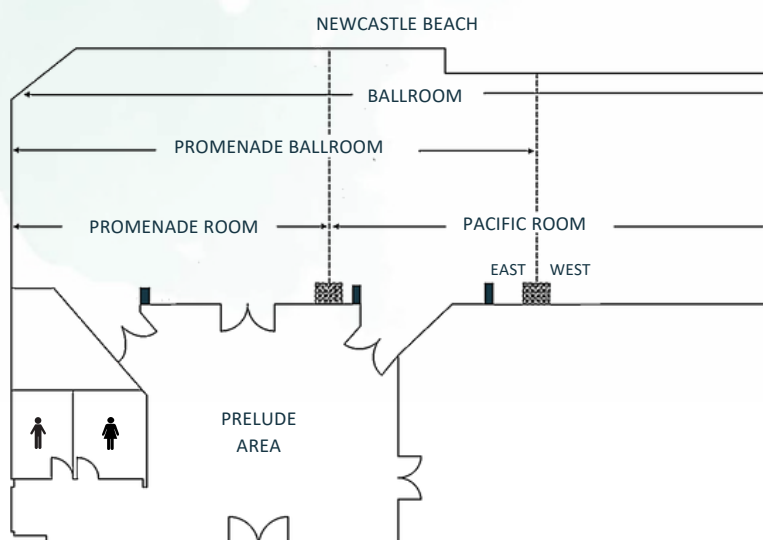 NEWCASTLE BEACH
BALLROOM
PROMENADE BALLROOM
PROMENADE ROOM
PACIFIC ROOM
EAST WEST
PRELUDE
AREA